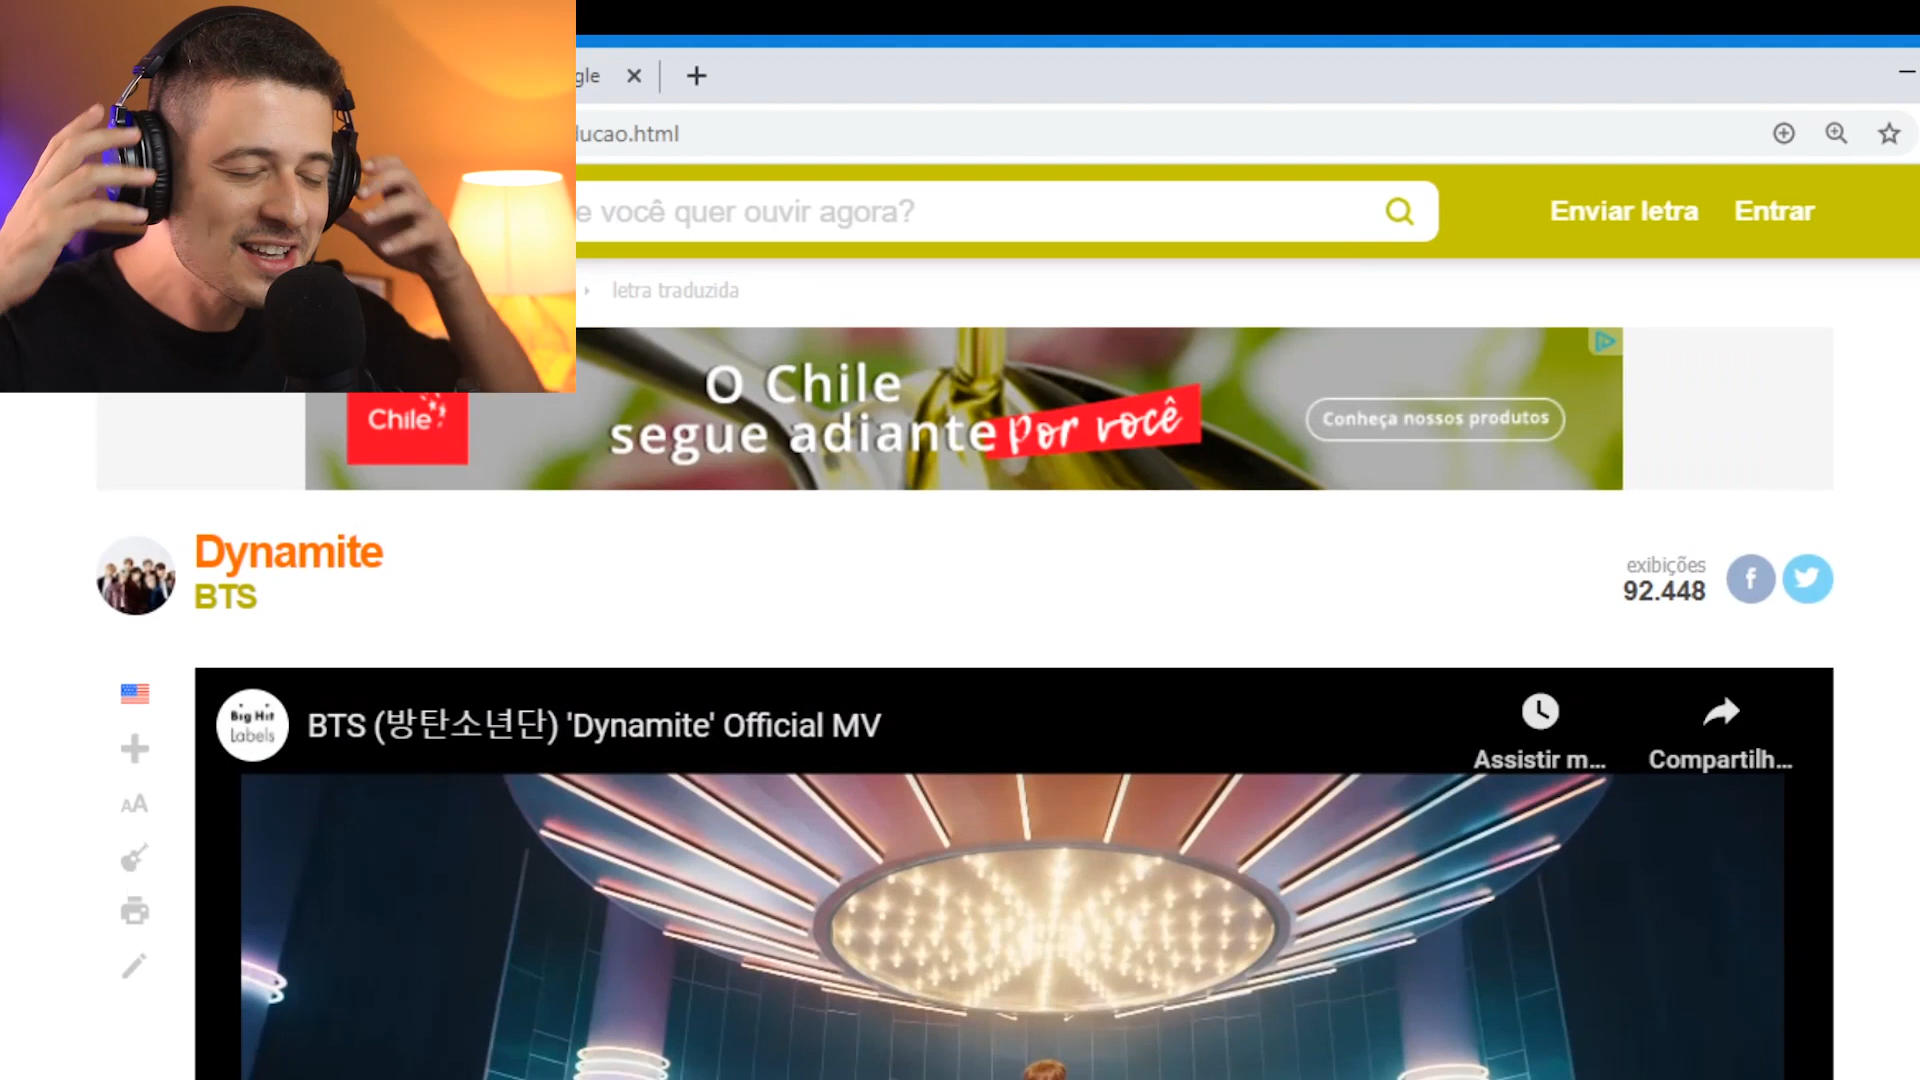 gle
ducao.html
e você quer ouvir agora?
Enviar letra
Entrar
letra traduzida
Chile
O Chile
segue adiante por você
Conheça nossos produtos
Dynamite
BTS
exibições
92.448
f
AA
Big Hit
Labels
BTS (방탄소년단) 'Dynamite' Official MV
Assistir m...
Compartilh...